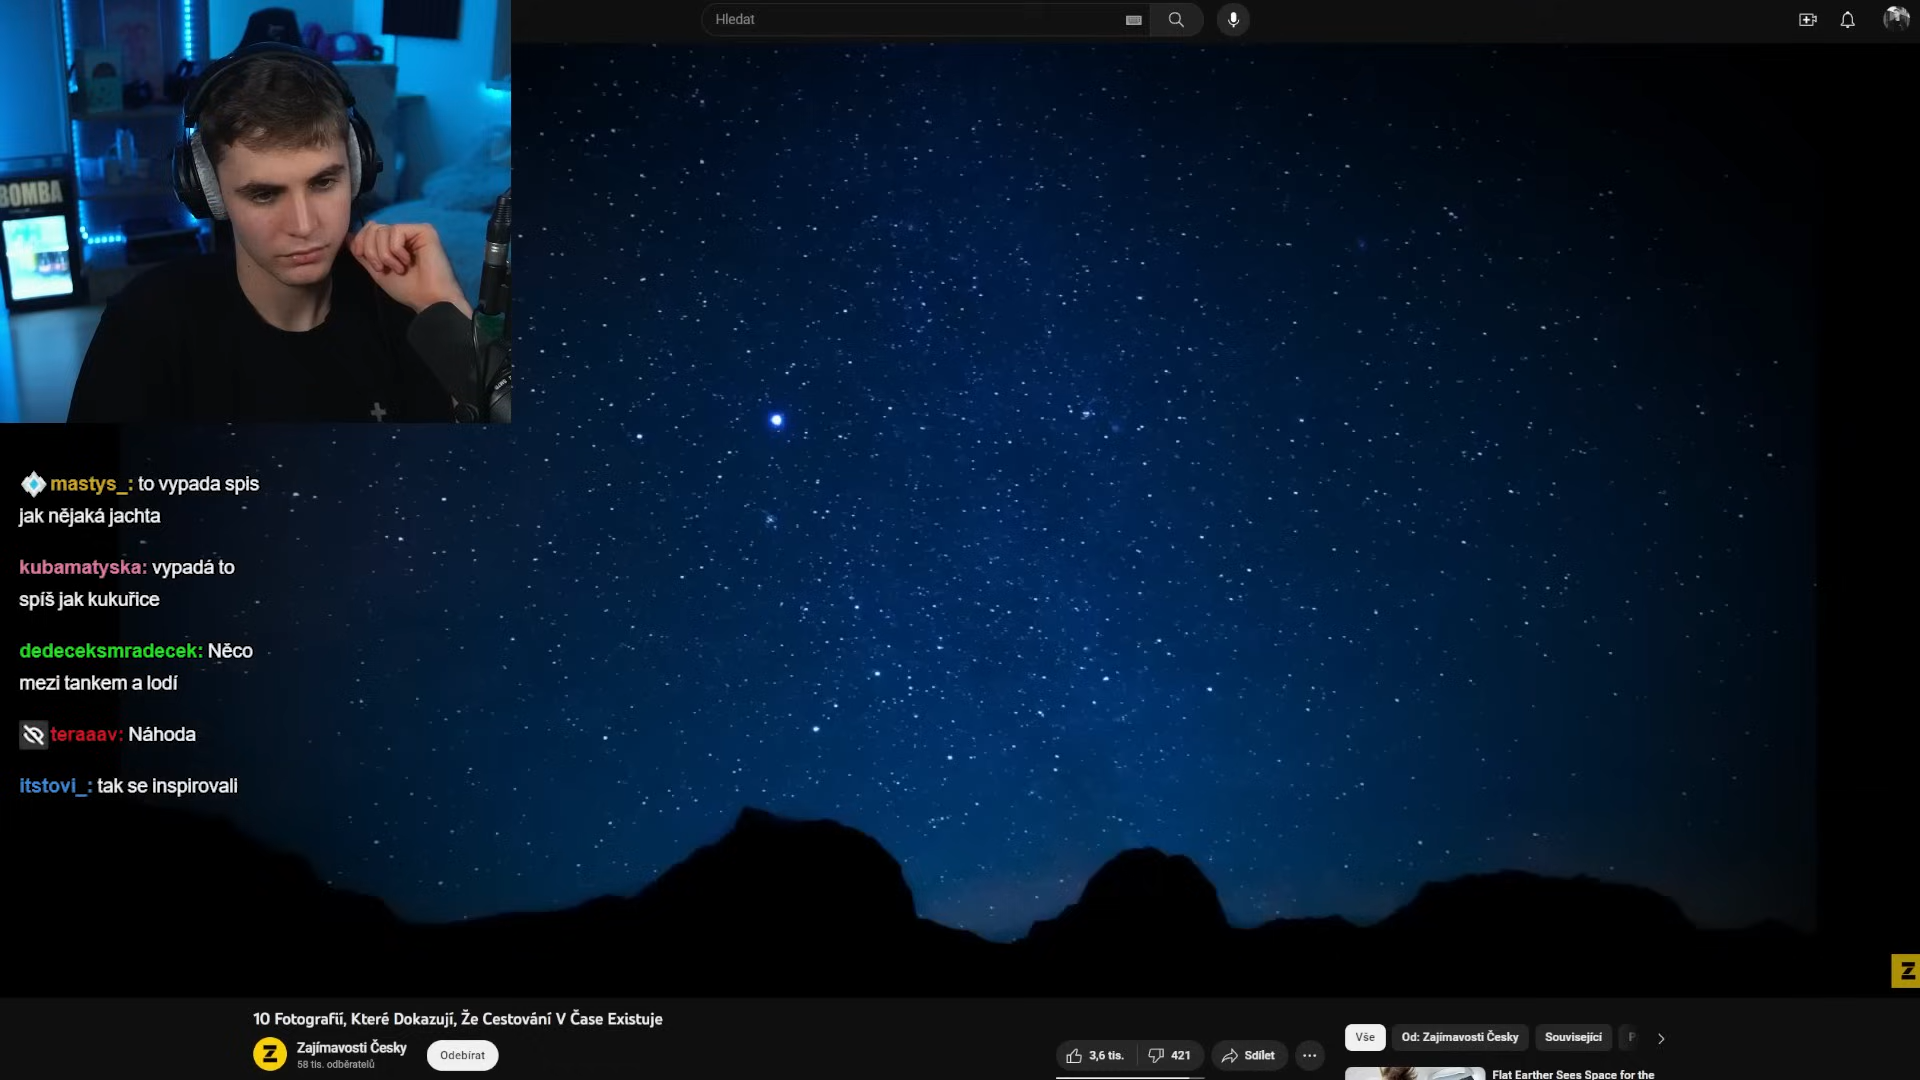 Hledat
BOMBA
mastys_: to vypada spis
jak nějaká jachta
kubamatyska: vypadá to
spíš jak kukuřice
dedeceksmradecek: Něco
mezi tankem a lodí
teraaav: Náhoda
itstovi_: tak se inspirovali
Z
10 Fotografií, Které Dokazují, Že Cestování V Čase Existuje
Z
Zajímavosti Česky
58 tis. odběratelů
Odebírat
3,6 tis.
421
Sdílet
Vše
Od: Zajímavosti Česky
Související
P
Flat Earther Sees Space for the